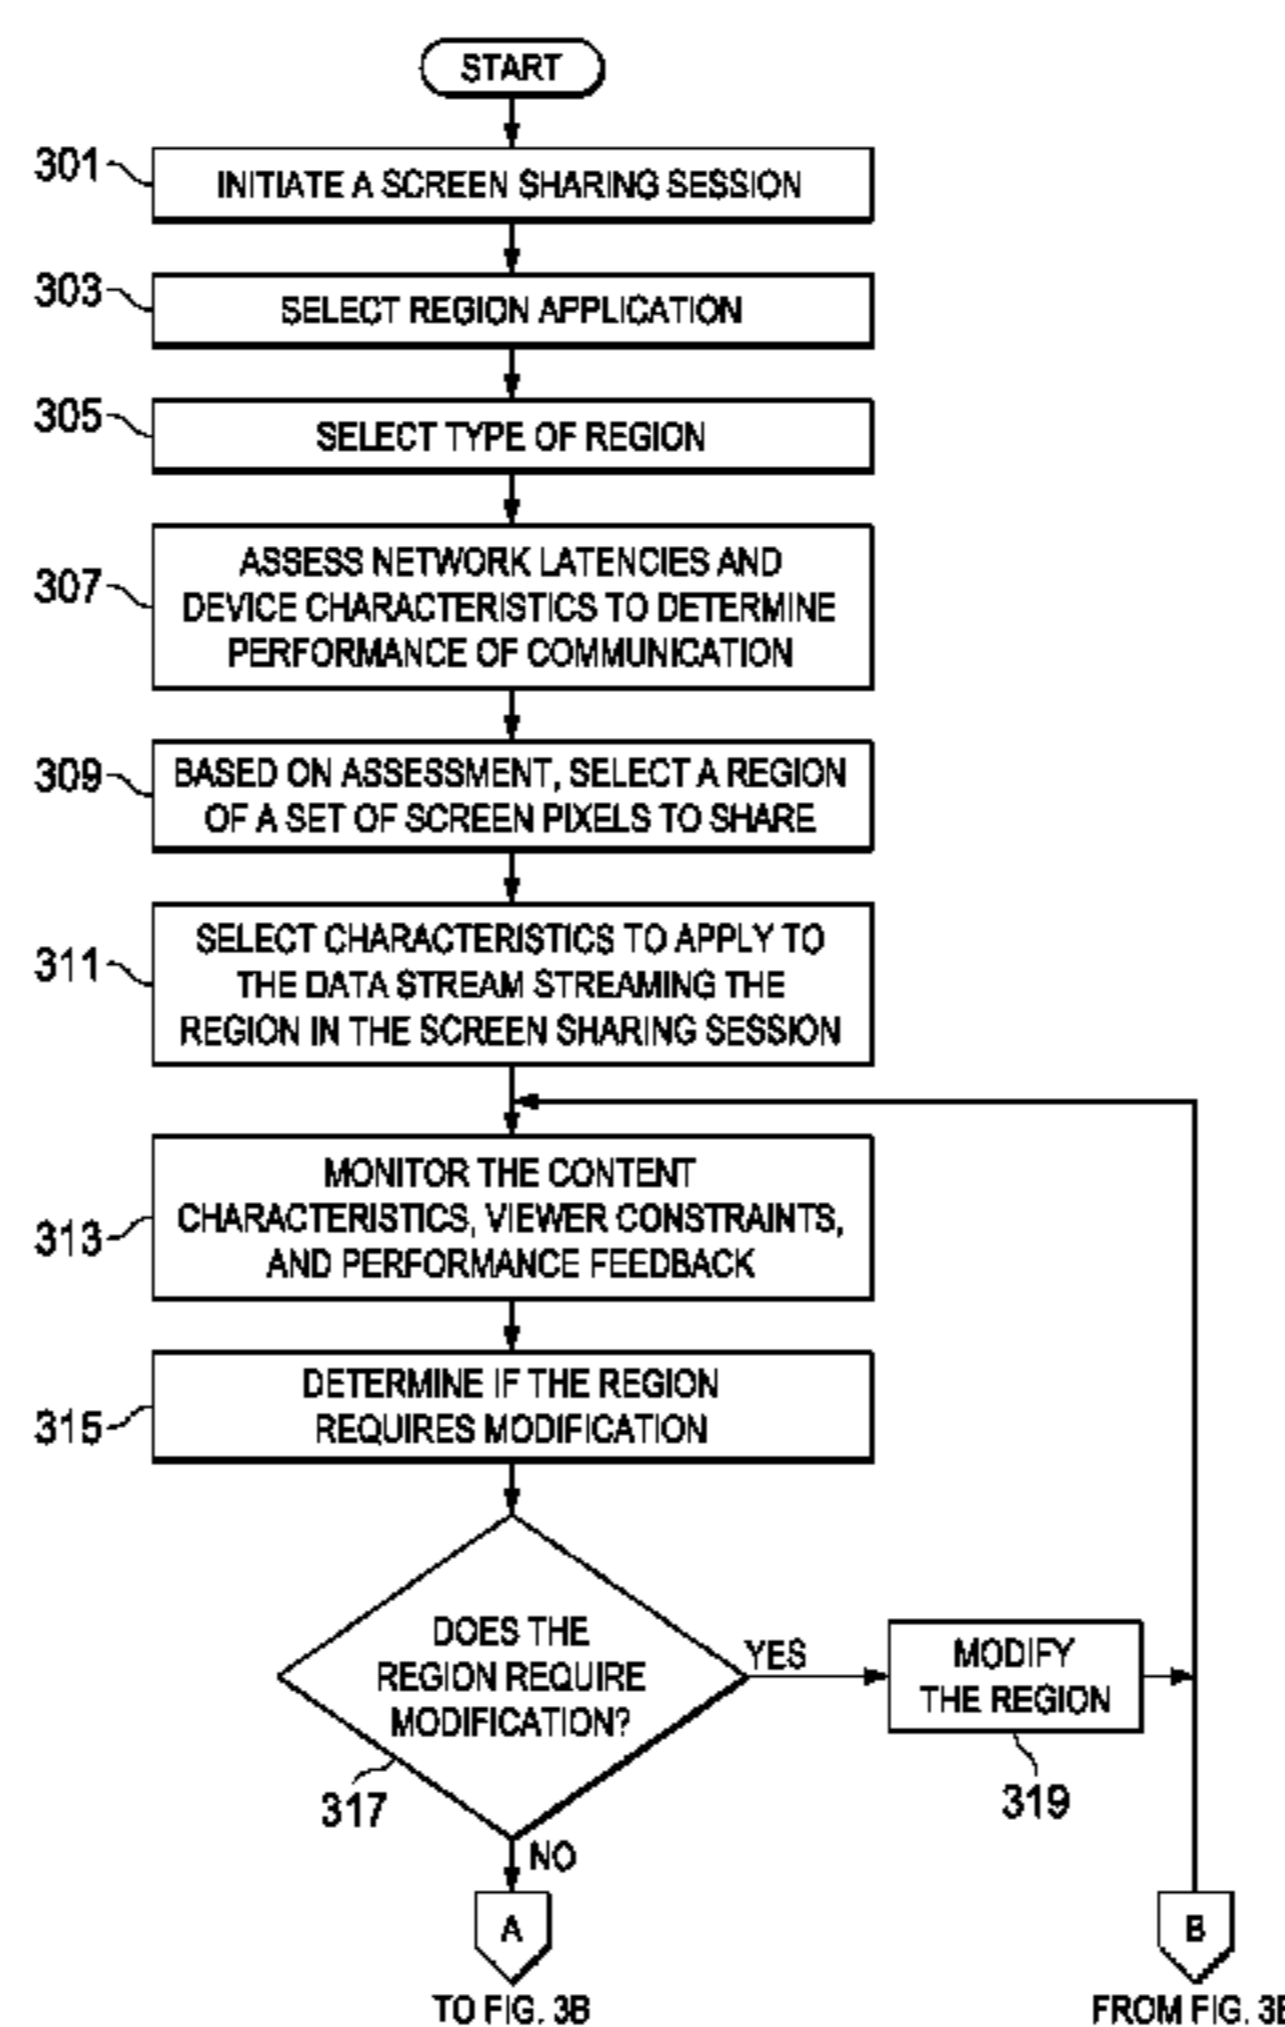 START
301
INITIATE A SCREEN SHARING SESSION
303
SELECT REGION APPLICATION
305
SELECT TYPE OF REGION
307
ASSESS NETWORK LATENCIES AND
DEVICE CHARACTERISTICS TO DETERMINE
PERFORMANCE OF COMMUNICATION
309
BASED ON ASSESSMENT, SELECT A REGION
OF A SET OF SCREEN PIXELS TO SHARE
311
SELECT CHARACTERISTICS TO APPLY TO
THE DATA STREAM STREAMING THE
REGION IN THE SCREEN SHARING SESSION
313
MONITOR THE CONTENT
CHARACTERISTICS, VIEWER CONSTRAINTS,
AND PERFORMANCE FEEDBACK
315
DETERMINE IF THE REGION
REQUIRES MODIFICATION
DOES THE
REGION REQUIRE
MODIFICATION?
317
YES
MODIFY
THE REGION
319
NO
A
TO FIG. 3B
B
FROM FIG. 3B